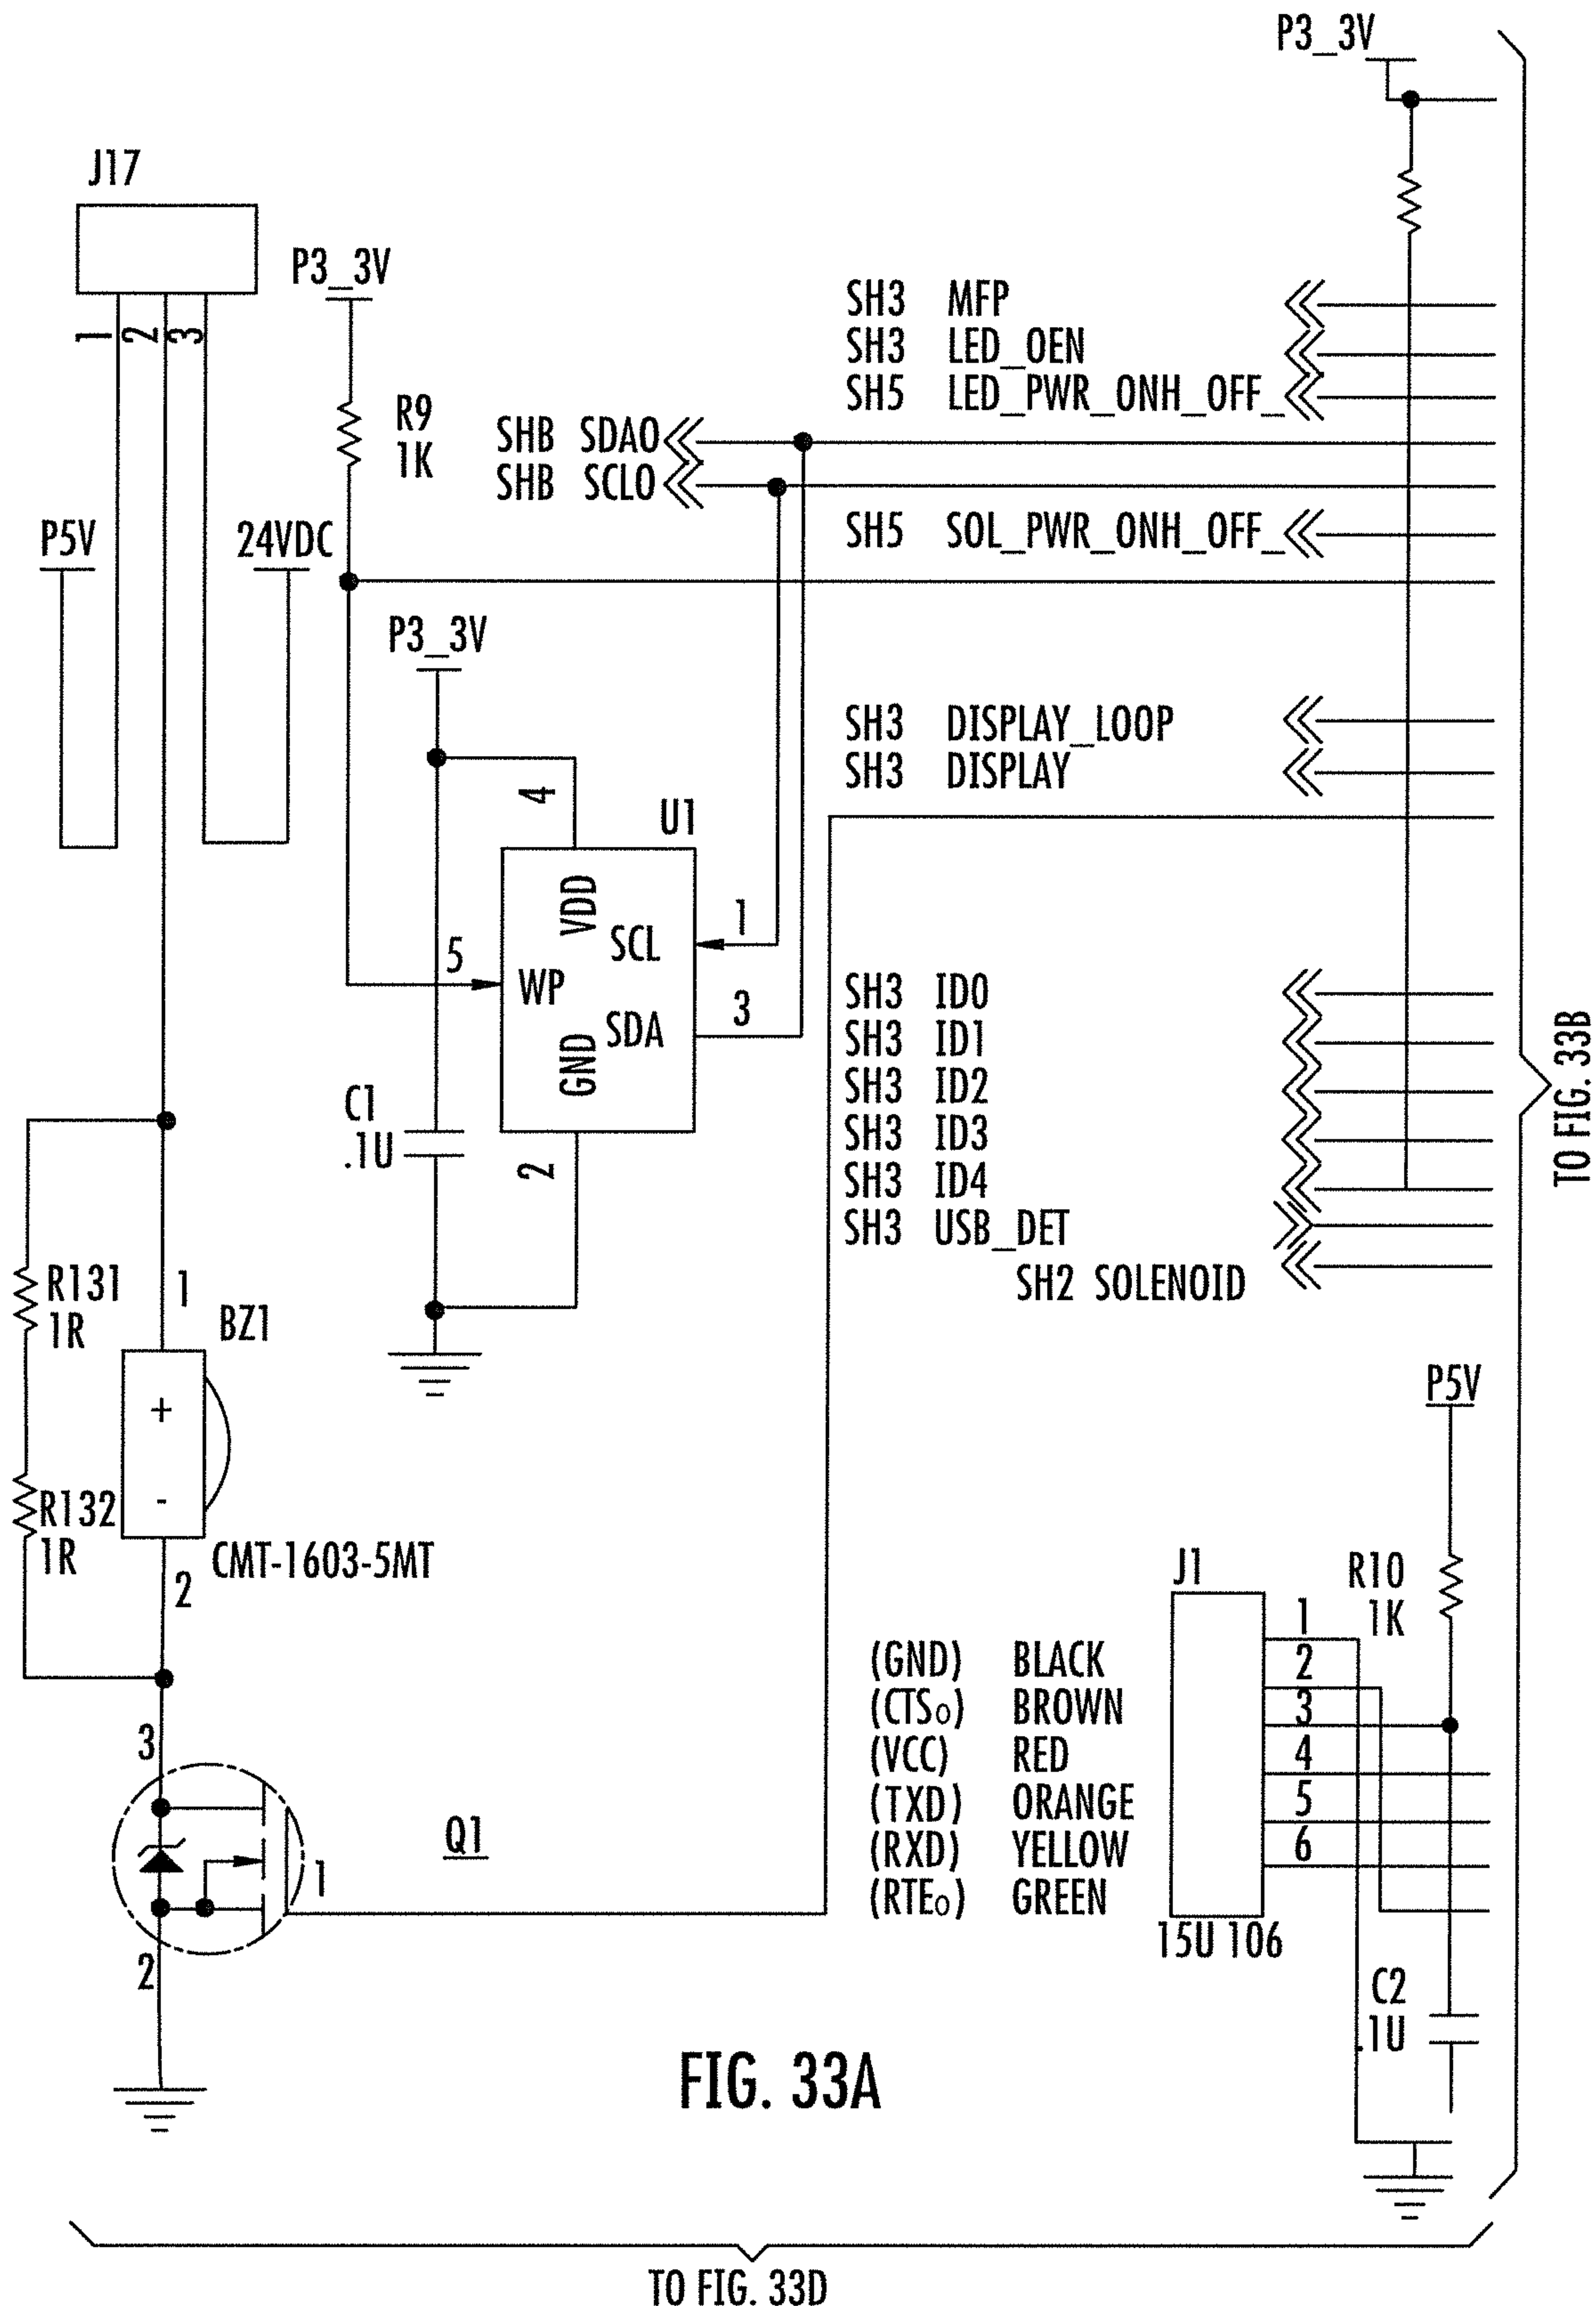 P3_3V
J17
1
2
3
P3_3V
R9
1K
SH3 MFP
SH3 LED_OEN
SH5 LED_PWR_ONH_OFF_
SHB SDAO
SHB SCLO
SH5 SOL_PWR_ONH_OFF_
P5V
24VDC
P3_3V
SH3 DISPLAY_LOOP
SH3 DISPLAY
4
U1
VDD
SCL
1
5
WP
SDA
3
GND
2
C1
.1U
SH3 ID0
SH3 ID1
SH3 ID2
SH3 ID3
SH3 ID4
SH3 USB_DET
SH2 SOLENOID
TO FIG. 33B
R131
1R
1
BZ1
+
-
R132
1R
CMT-1603-5MT
2
P5V
R10
1K
J1
1
2
3
4
5
6
(GND) BLACK
(CTSo) BROWN
(VCC) RED
(TXD) ORANGE
(RXD) YELLOW
(RTEo) GREEN
15U 106
3
Q1
1
2
C2
.1U
FIG. 33A
TO FIG. 33D